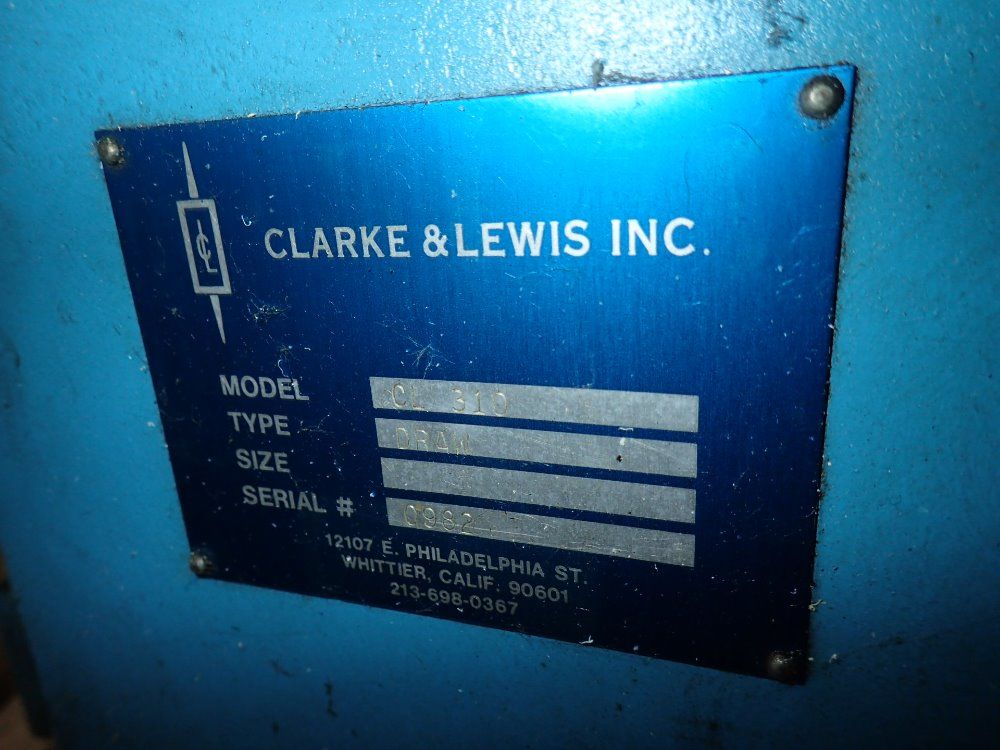 CL
CLARKE & LEWIS INC.
MODEL CL 310
TYPE DRAW
SIZE
SERIAL # 0982
12107 E. PHILADELPHIA ST.
WHITTIER, CALIF. 90601
213-698-0367